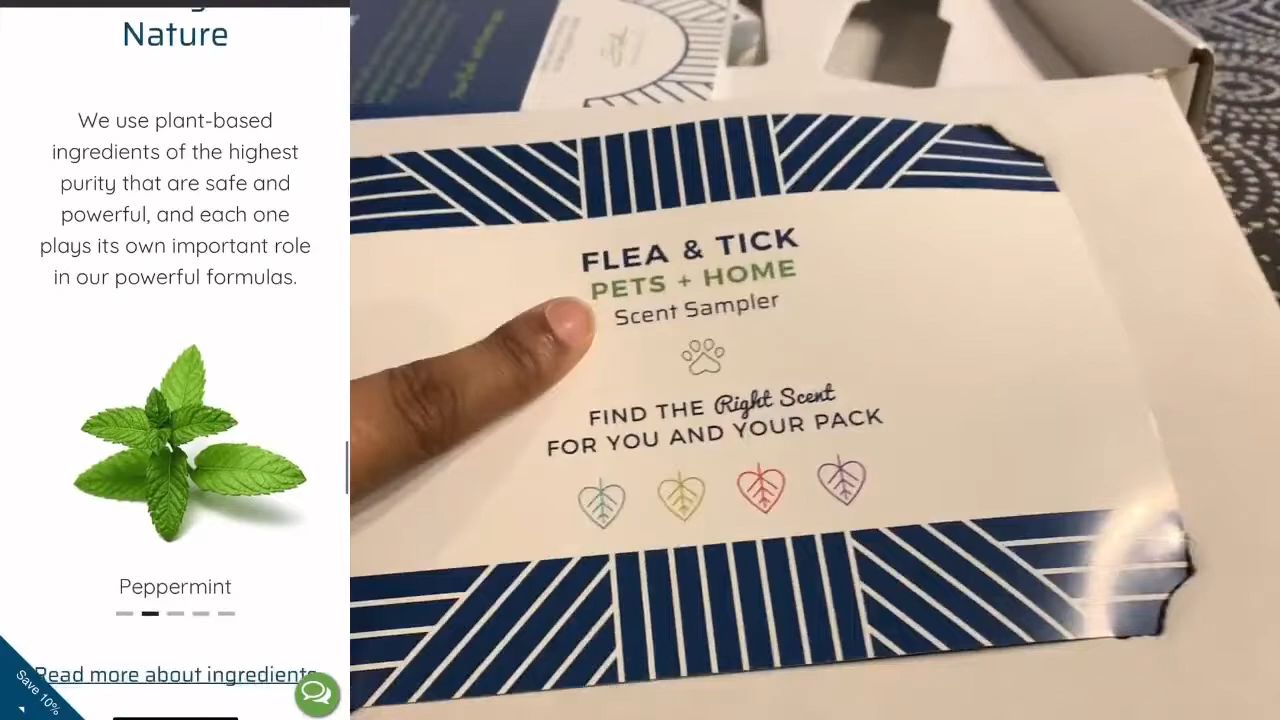 Nature
We use plant-based
ingredients of the highest
purity that are safe and
powerful, and each one
plays its own important role
in our powerful formulas.
Peppermint
Read more about ingredients
Save 10%
FLEA & TICK
PETS + HOME
Scent Sampler
FIND THE Right Scent
FOR YOU AND YOUR PACK